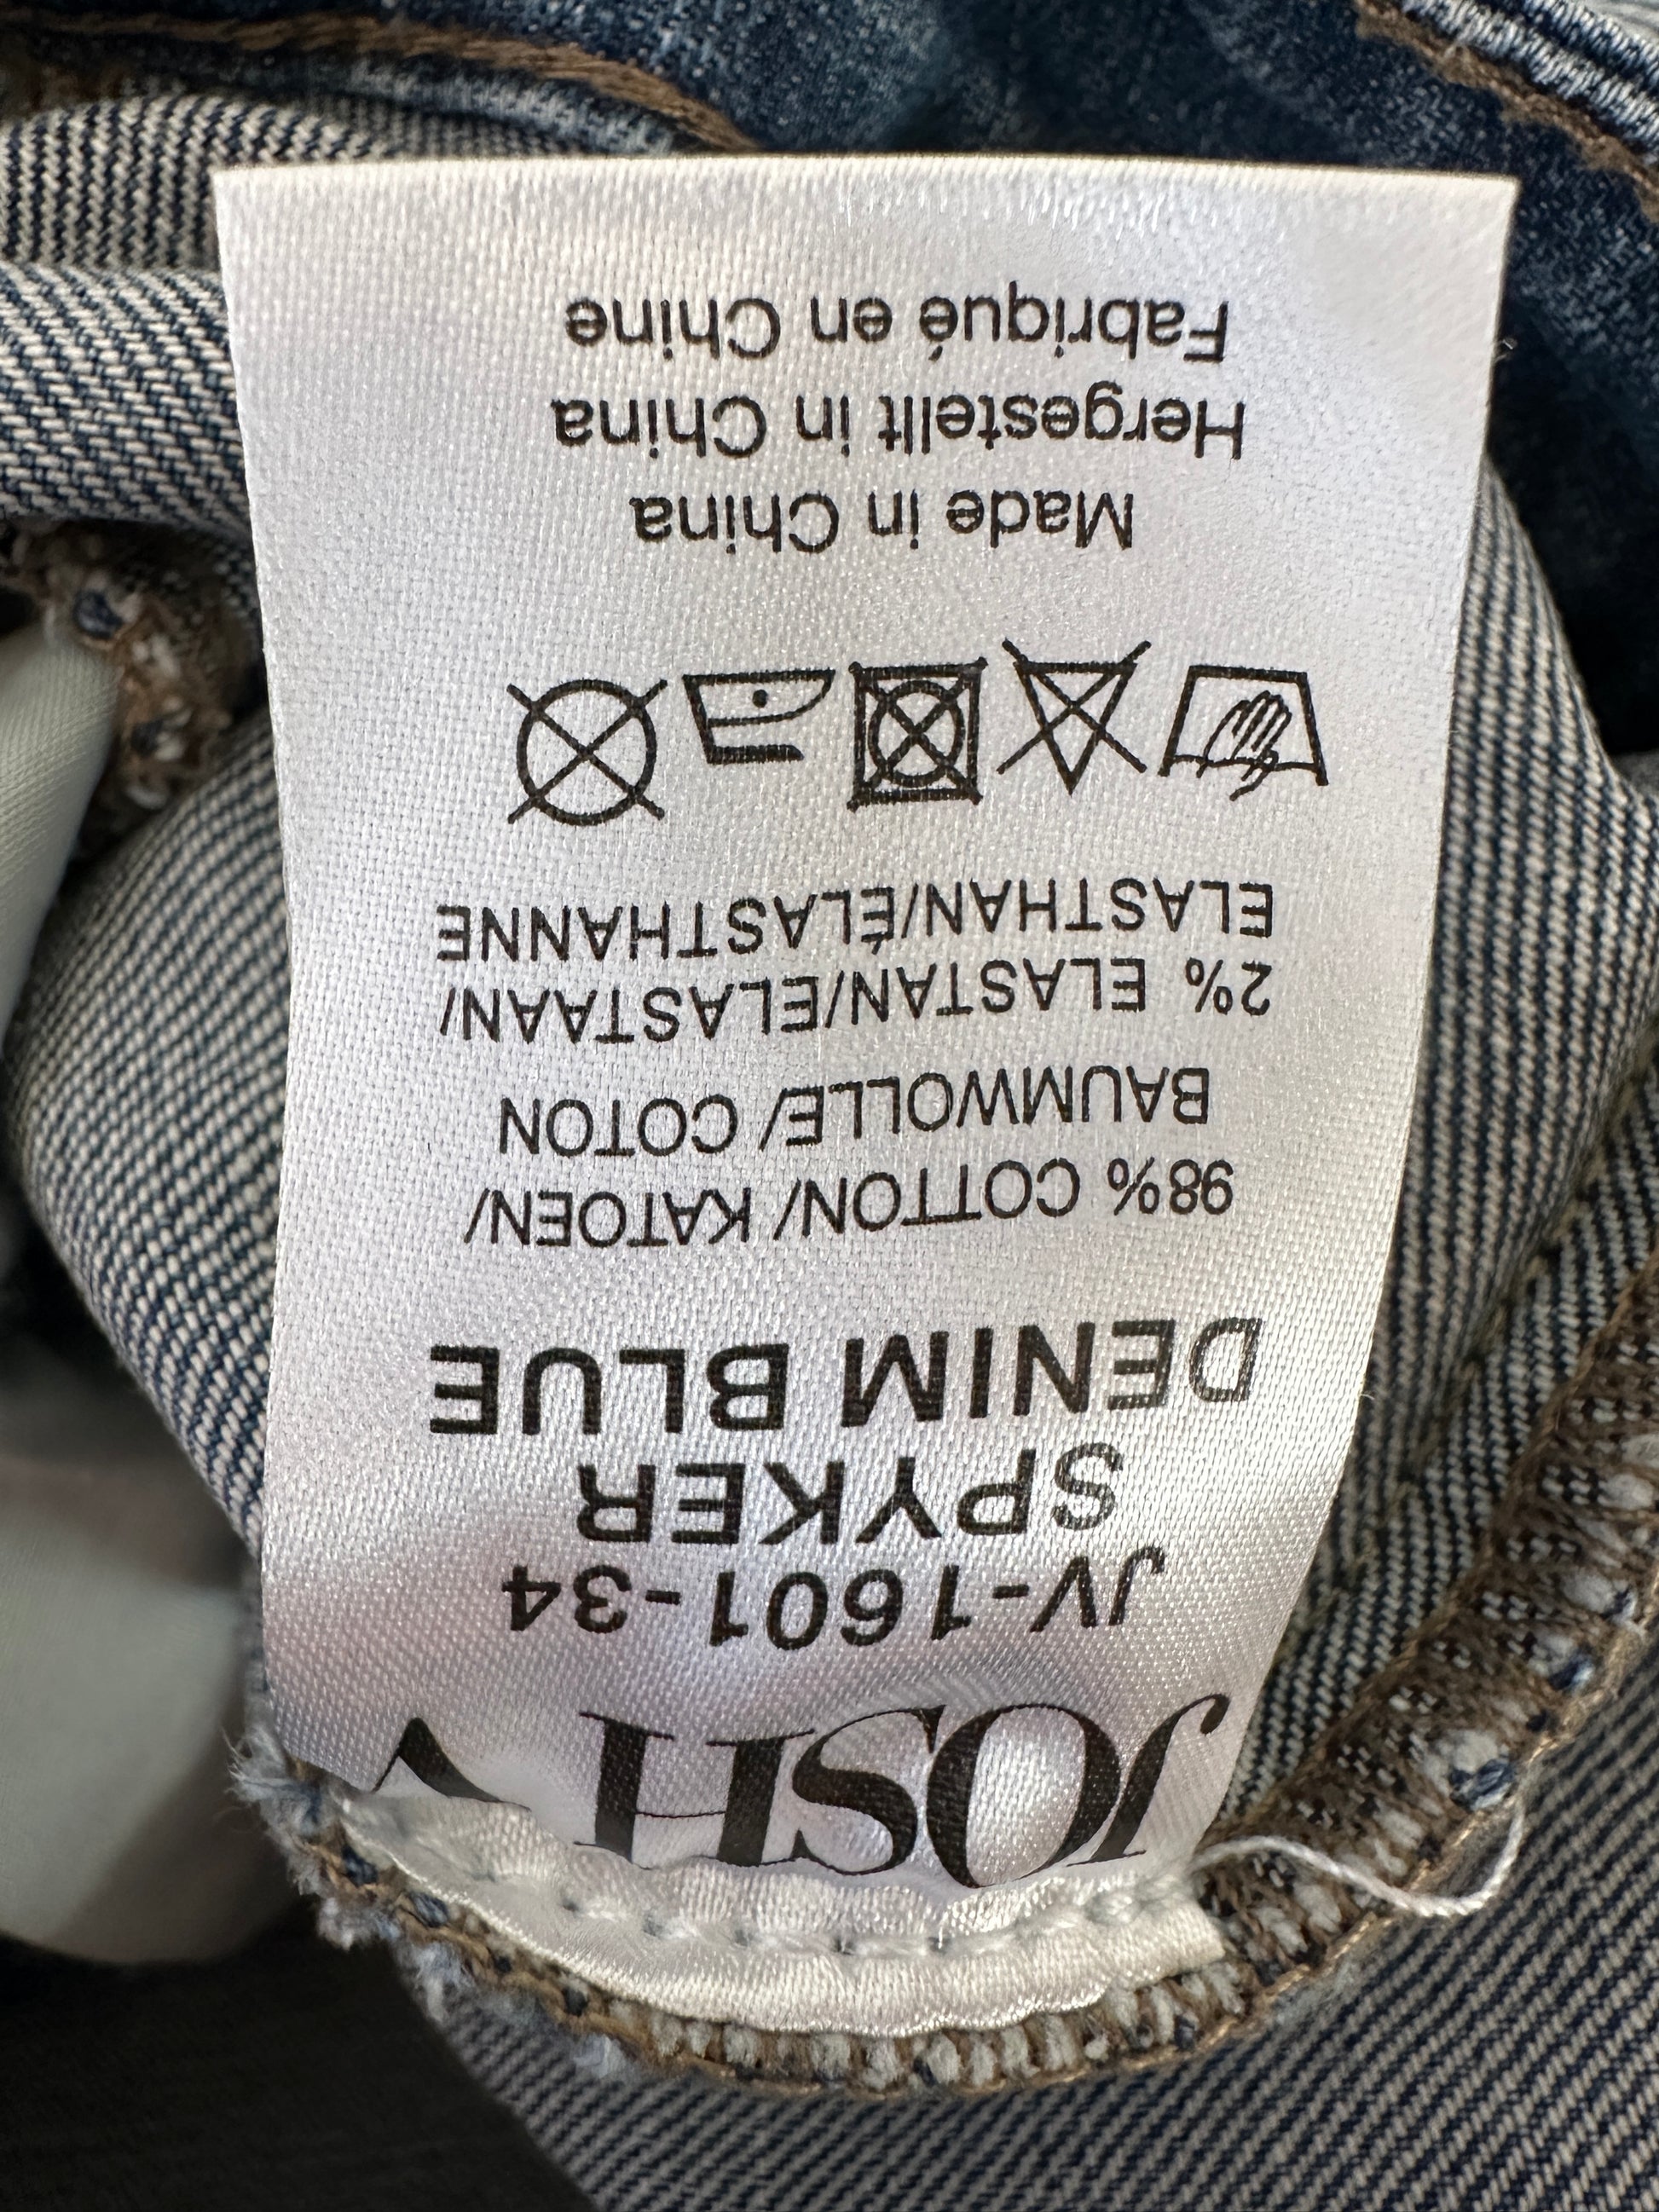 JOSH V
JV-1601-34
SPYKER
DENIM BLUE
98% COTTON/ KATOEN/
BAUMWOLLE/ COTON
2% ELASTAN/ELASTAAN/
ELASTHAN/ÉLASTHANNE
Made in China
Hergestellt in China
Fabriqué en Chine